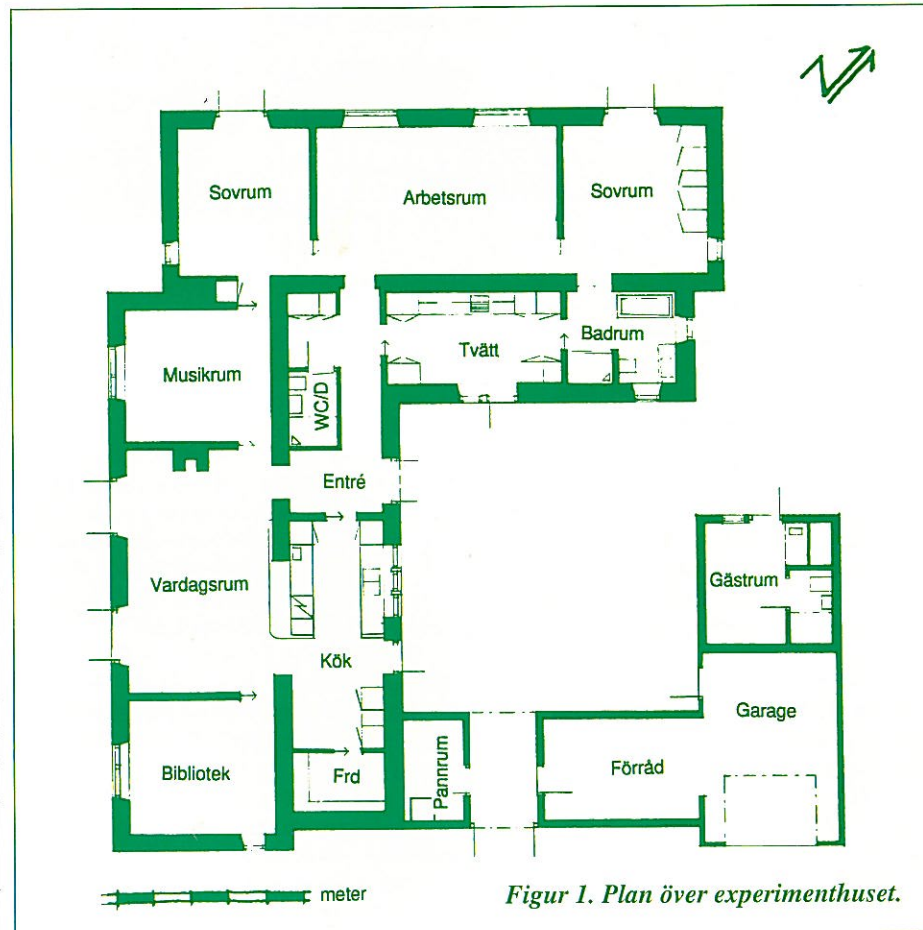 Sovrum
Arbetsrum
Sovrum
Musikrum
WC/D
Tvätt
Badrum
Entré
Vardagsrum
Kök
Gästrum
Bibliotek
Frd
Pannrum
Förråd
Garage
meter
Figur 1. Plan över experimenthuset.